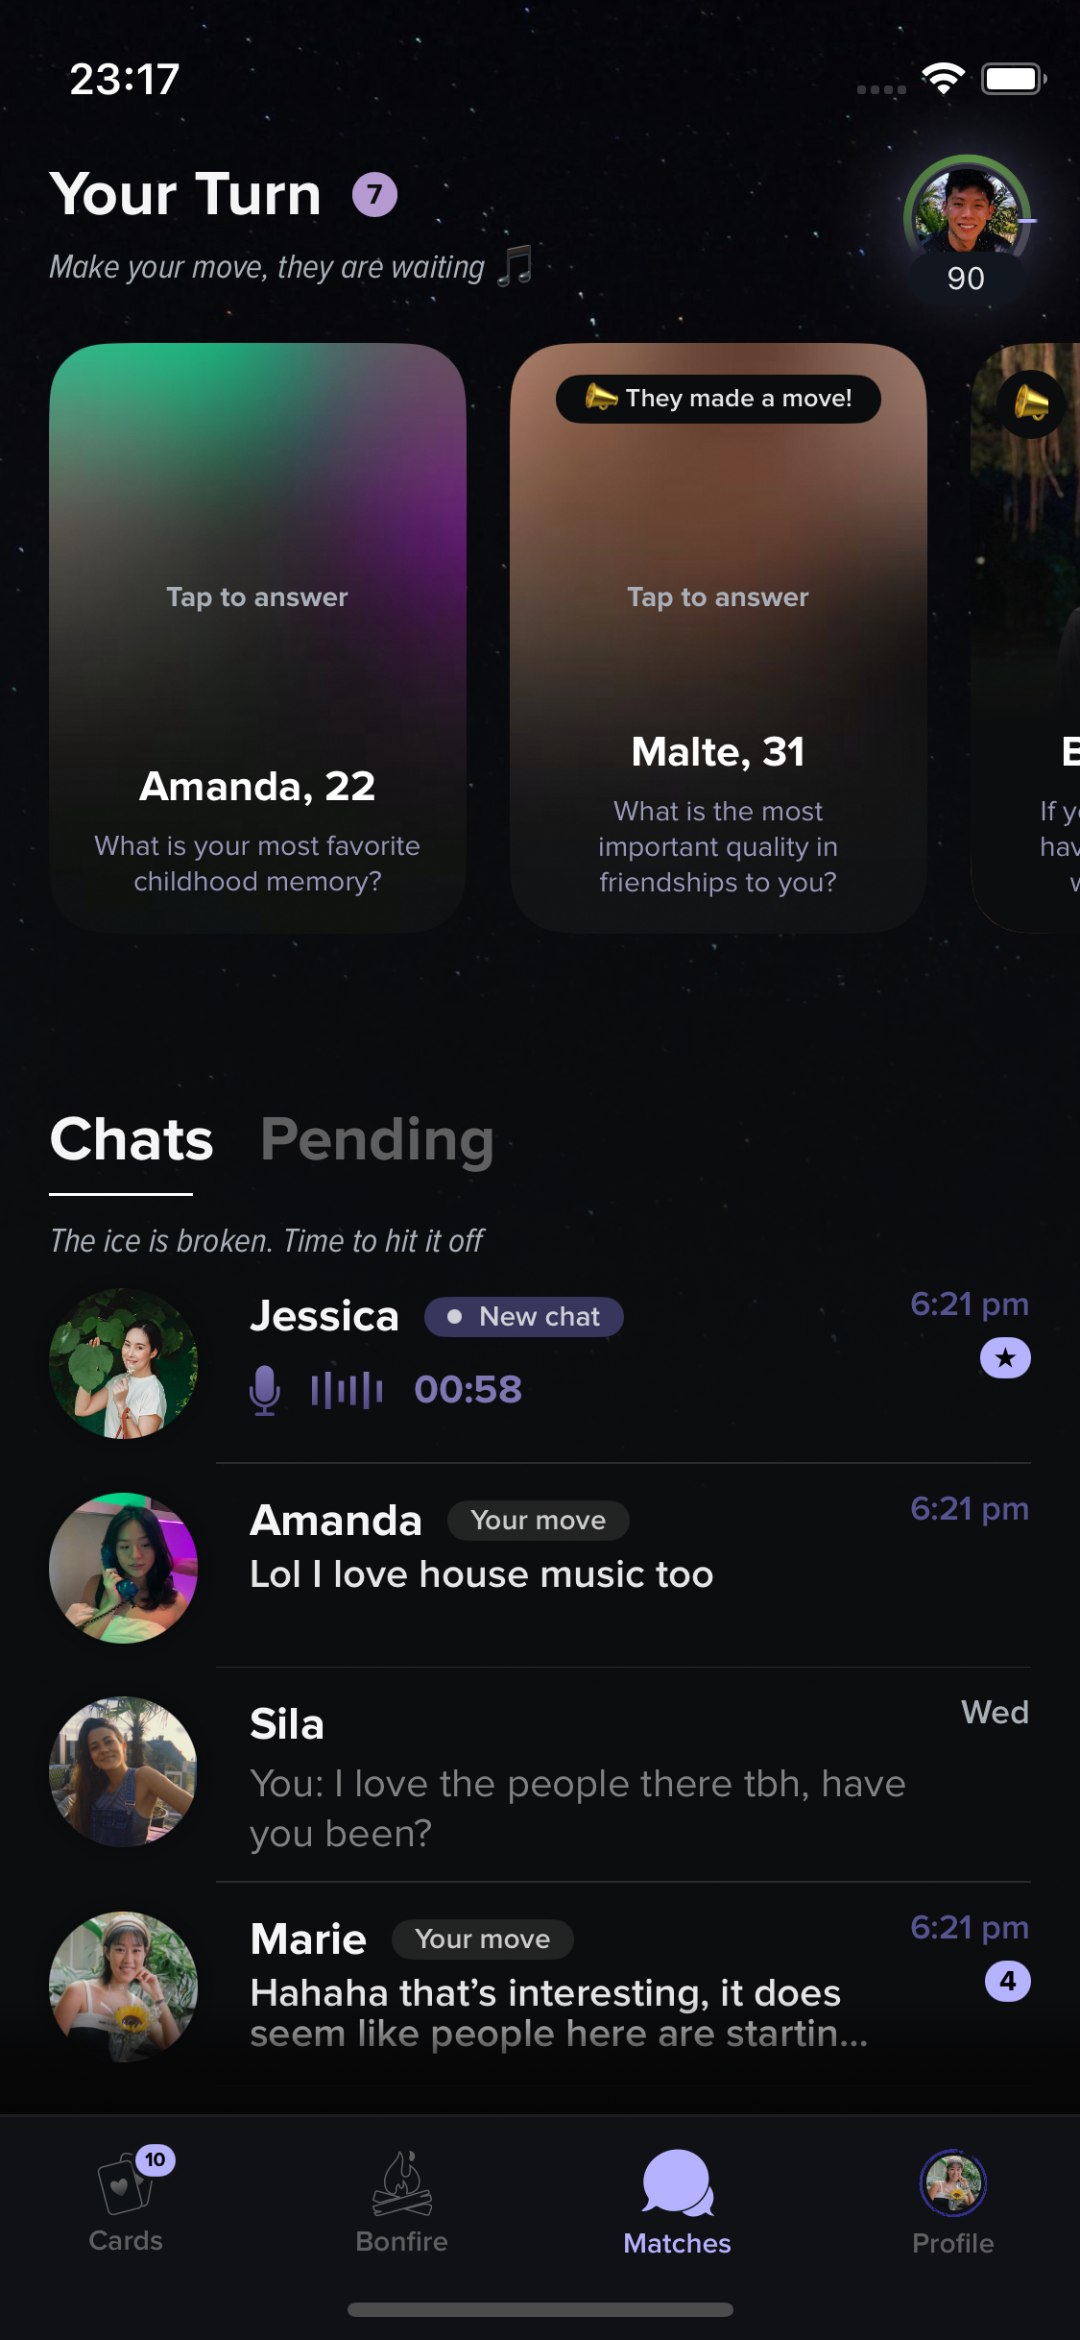 23:17
Your Turn 7
Make your move, they are waiting
90
They made a move!
Tap to answer
Amanda, 22
What is your most favorite
childhood memory?
Tap to answer
Malte, 31
What is the most
important quality in
friendships to you?
If
Chats Pending
The ice is broken. Time to hit it off
Jessica New chat 6:21 pm
00:58
Amanda Your move 6:21 pm
Lol I love house music too
Sila Wed
You: I love the people there tbh, have
you been?
Marie Your move 6:21 pm
Hahaha that’s interesting, it does 4
seem like people here are startin...
10
Cards Bonfire Matches Profile